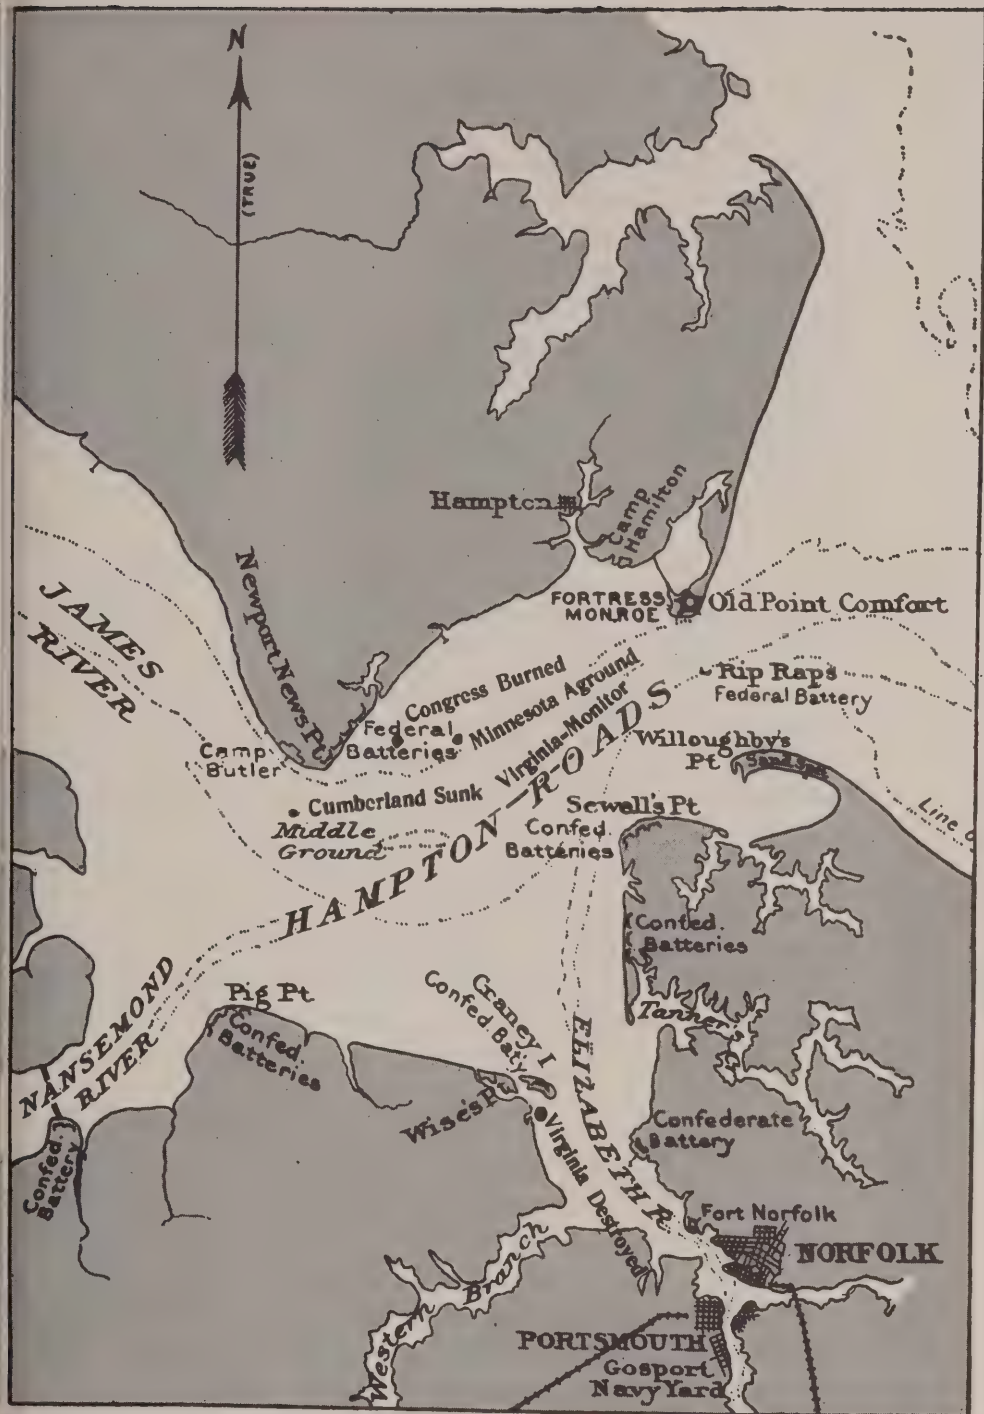 N
(TRUE)
Hampton
Camp
Hamilton
FORTRESS
MONROE
Old Point Comfort
JAMES
RIVER
Newport News Pt
Congress Burned
Minnesota Aground
Virginia-Monitor
Rip Raps
Federal Battery
Federal
Batteries
Camp
Butler
Willoughby's
Pt
Sand Spit
Cumberland Sunk
Middle
Ground
HAMPTON-ROADS
Sewall's Pt
Confed.
Batteries
Line
Confed.
Batteries
NANSEMOND
RIVER
Pig Pt
Confed.
Batteries
Craney I
Confed. Bat'y
Tanner's
ELIZABETH R
Wise's Pt
Virginia Destroyed
Confederate
Battery
Confed.
Battery
Fort Norfolk
NORFOLK
Western Branch
PORTSMOUTH
Gosport
Navy Yard